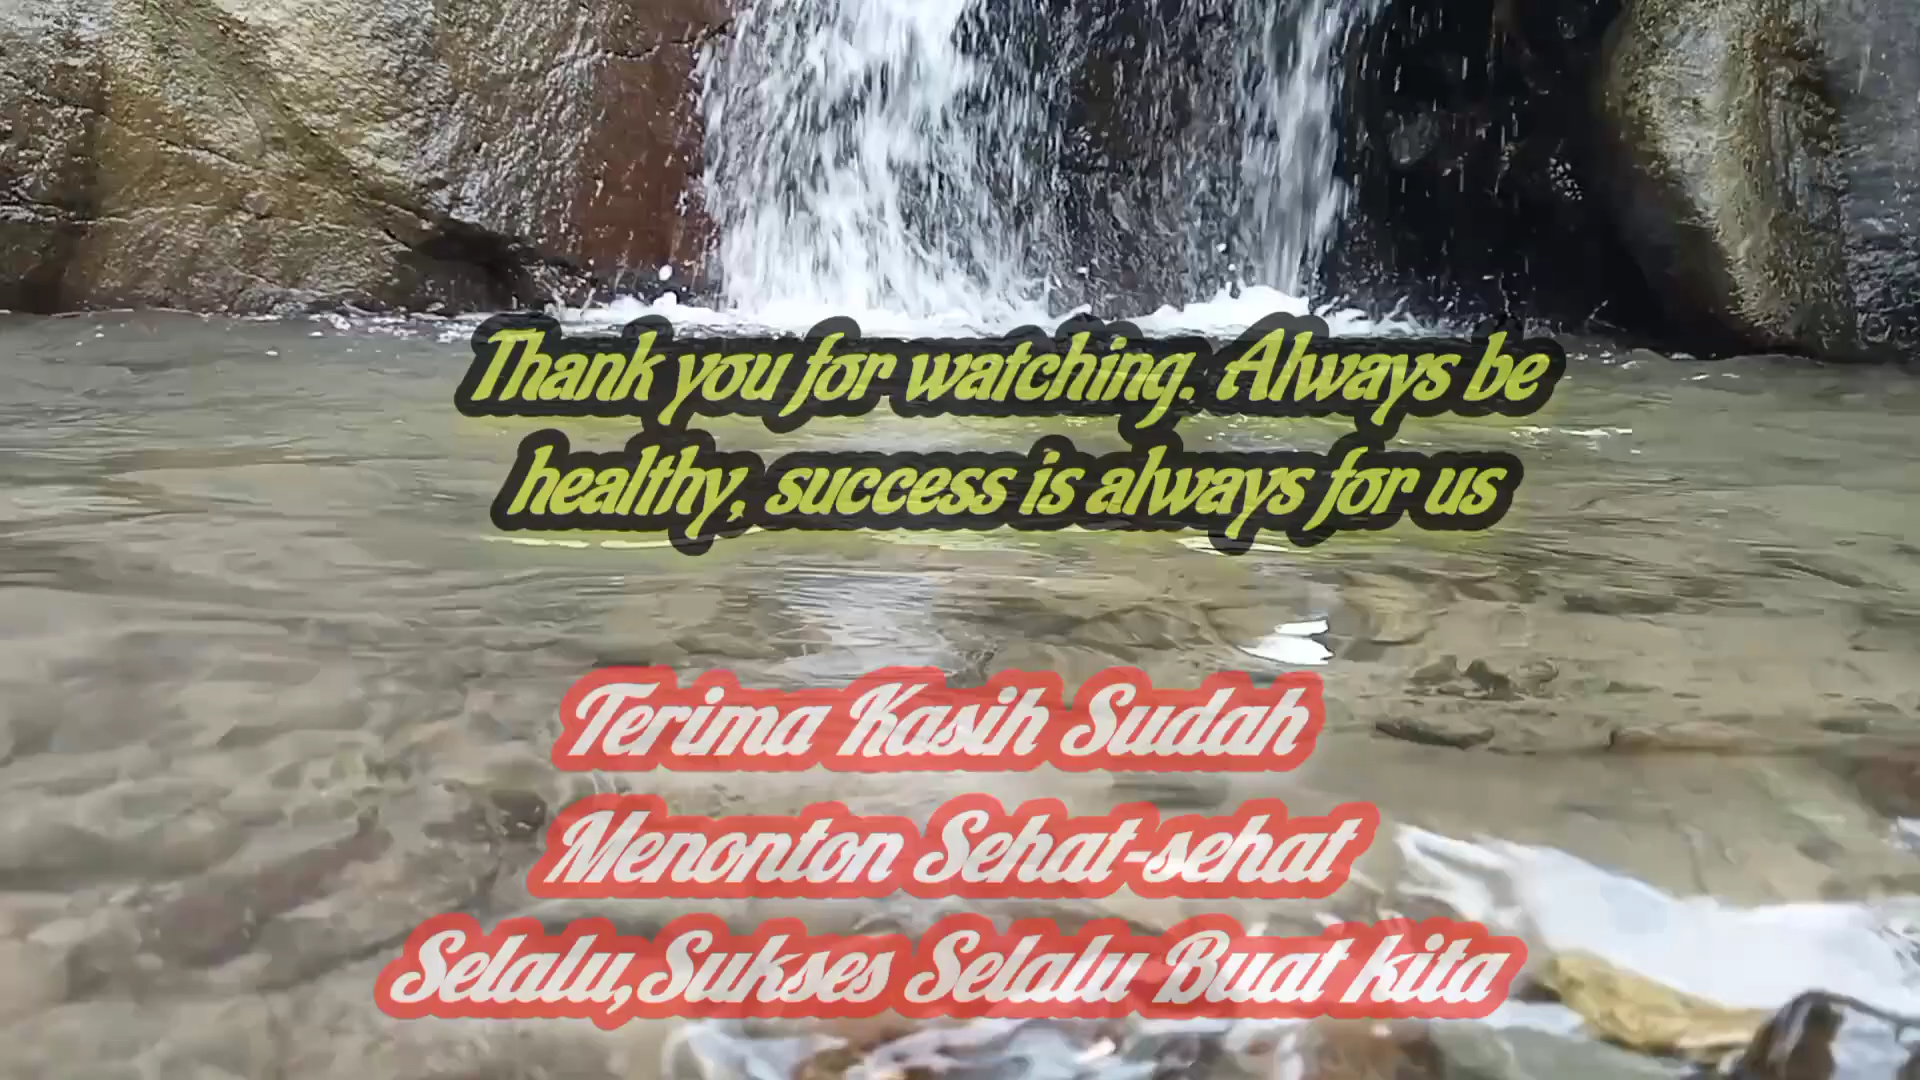 Thank you for watching. Always be
healthy, success is always for us
Terima Kasih Sudah
Menonton Sehat-sehat
Selalu,Sukses Selalu Buat kita